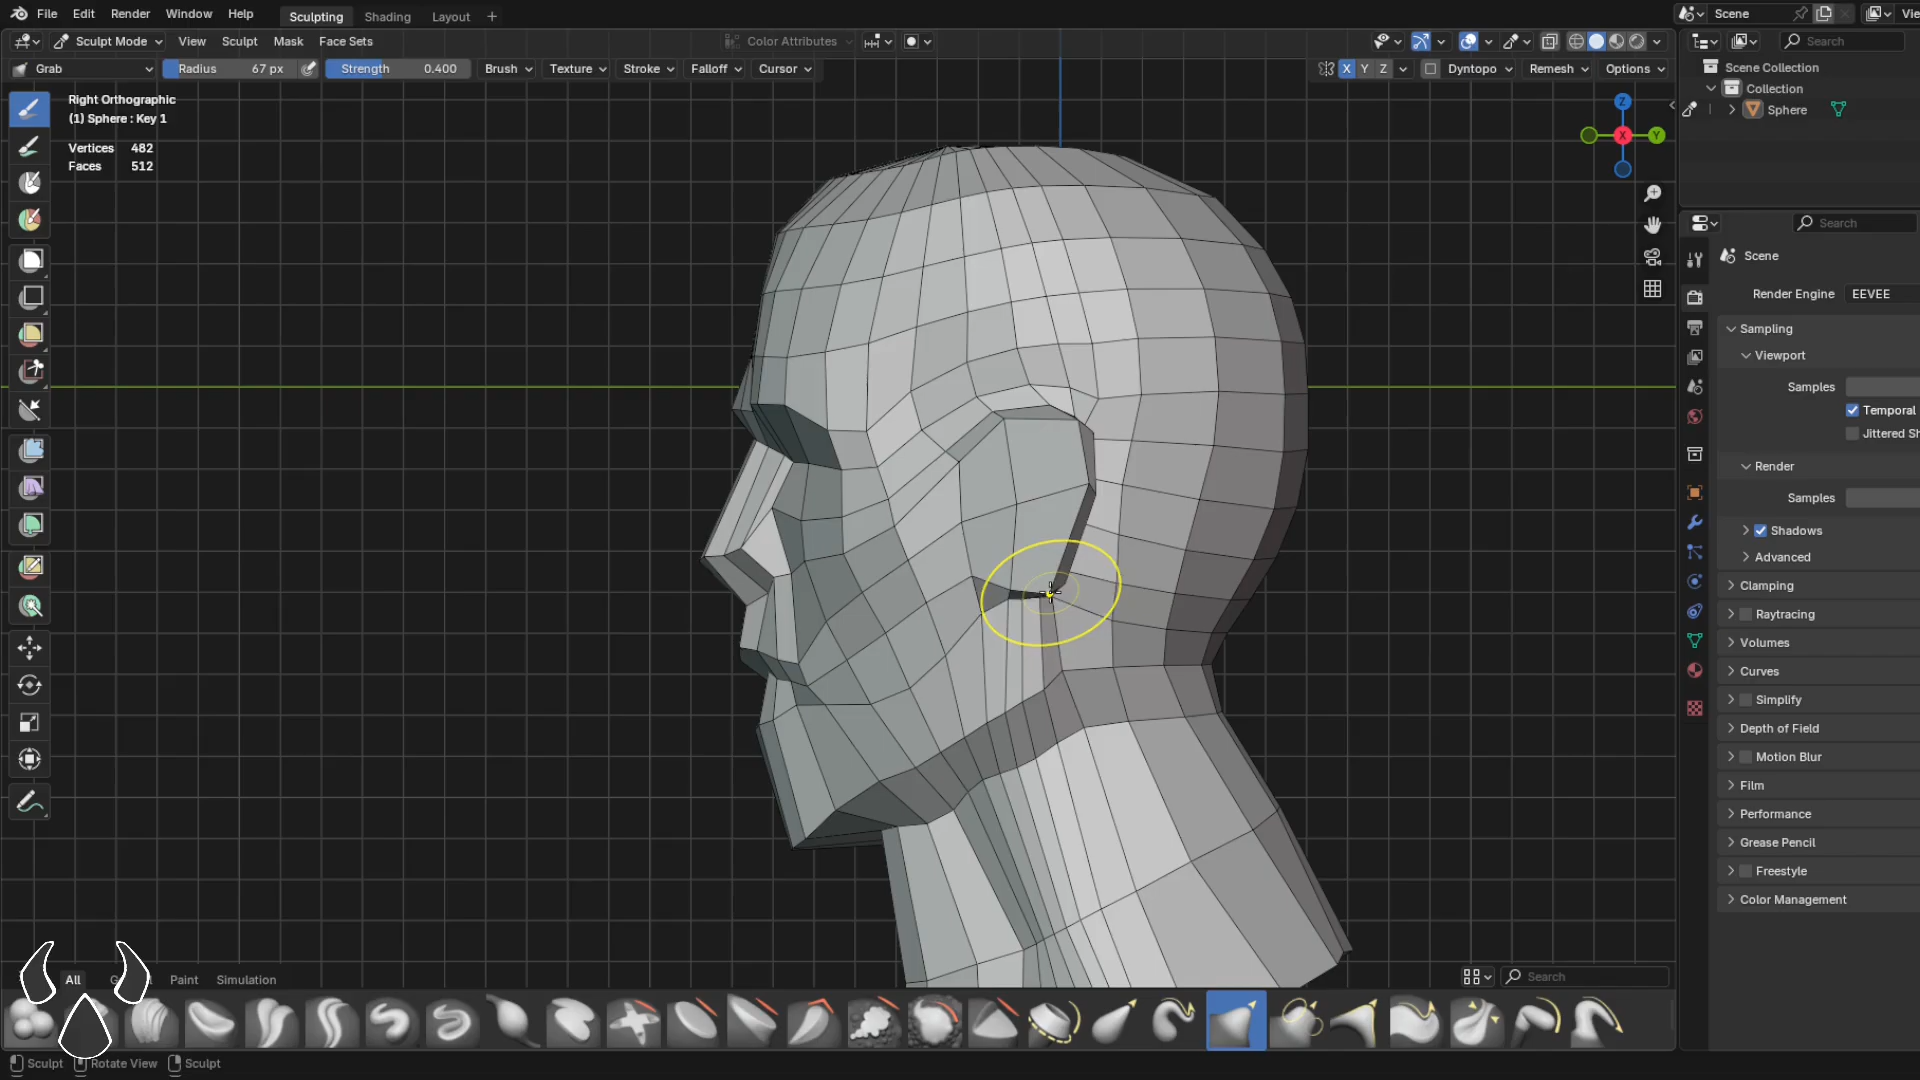 File Edit Render Window Help Sculpting Shading Layout + Scene Vie
Sculpt Mode View Sculpt Mask Face Sets Color Attributes Search
Grab Radius 67 px Strength 0.400 Brush Texture Stroke Falloff Cursor X Y Z Dyntopo Remesh Options Scene Collection
Collection
Sphere
Right Orthographic
(1) Sphere : Key 1
Vertices 482
Faces 512
Z
X
Y
Search
Scene
Render Engine EEVEE
Sampling
Viewport
Samples
Temporal
Jittered Sh
Render
Samples
Shadows
Advanced
Clamping
Raytracing
Volumes
Curves
Simplify
Depth of Field
Motion Blur
Film
Performance
Grease Pencil
Freestyle
Color Management
All Paint Simulation Search
Sculpt Rotate View Sculpt